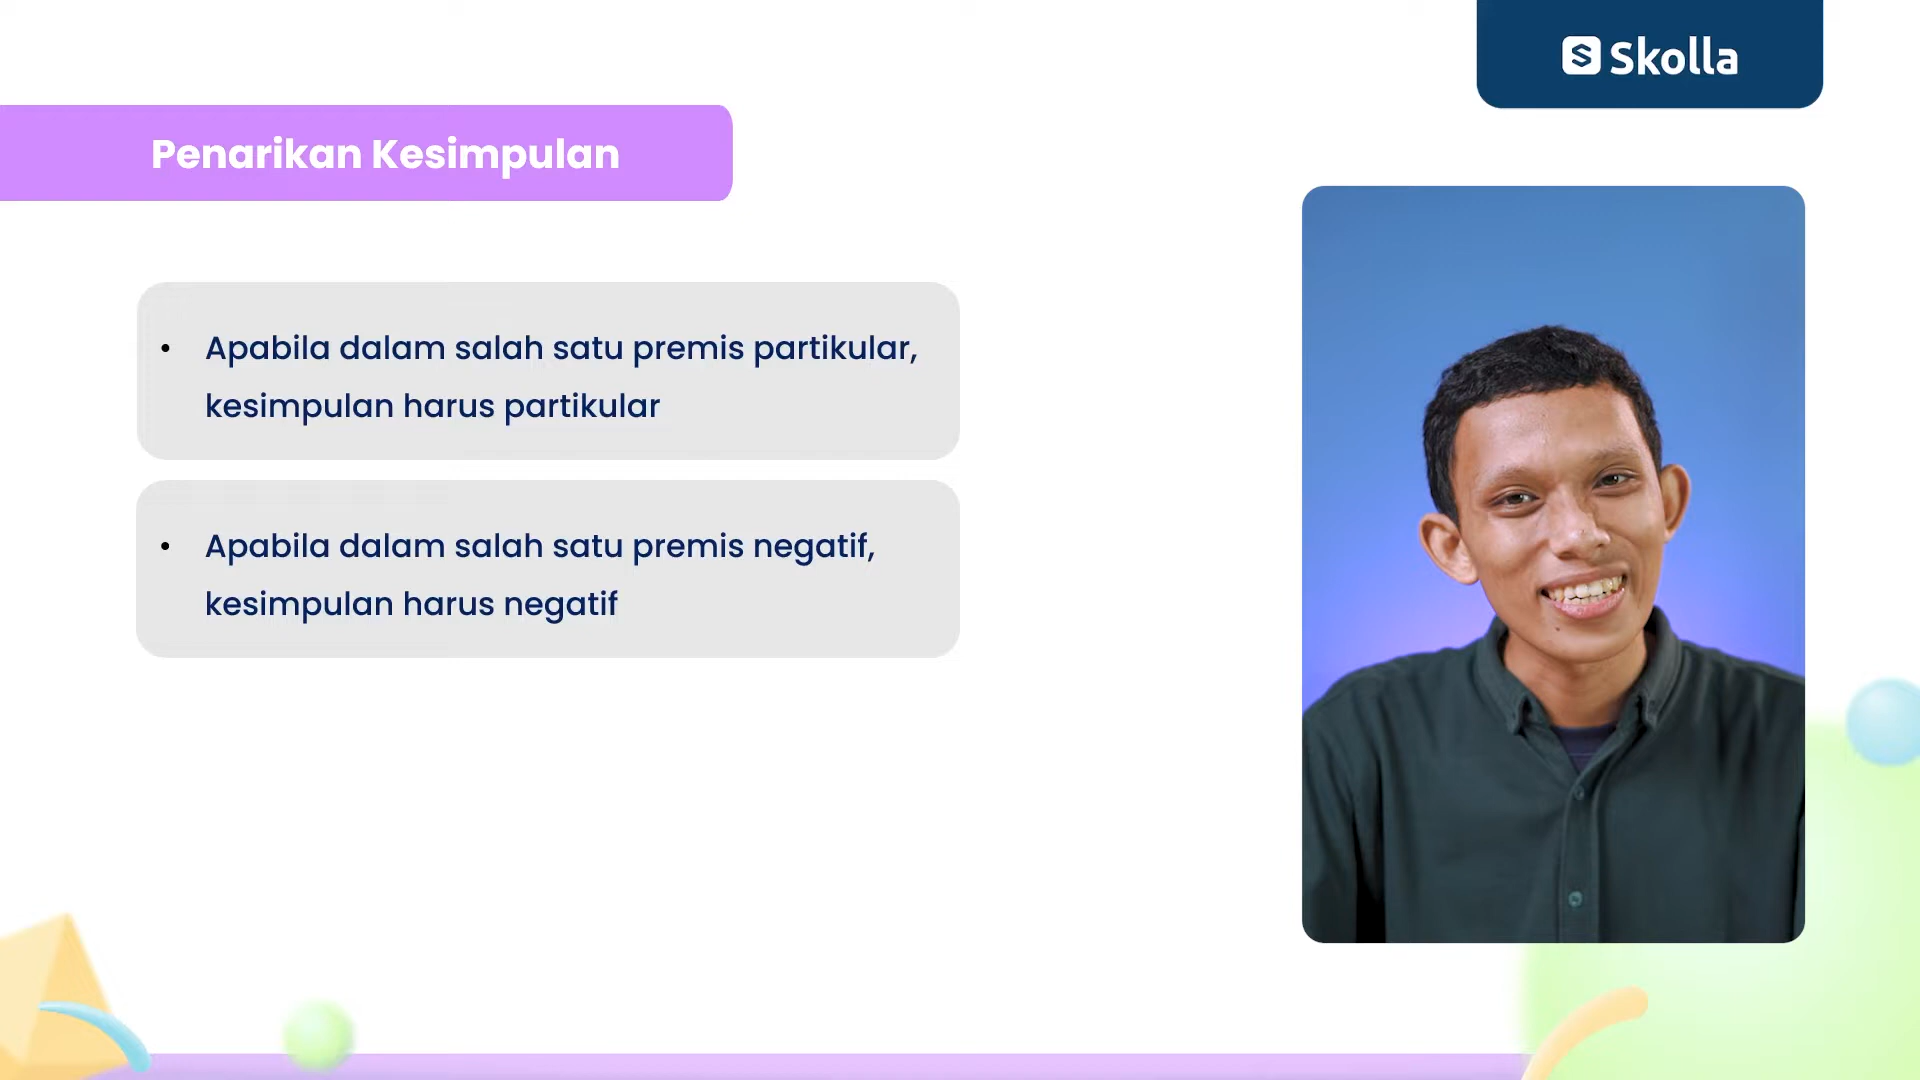 Skolla
Penarikan Kesimpulan
• Apabila dalam salah satu premis partikular,
kesimpulan harus partikular
• Apabila dalam salah satu premis negatif,
kesimpulan harus negatif